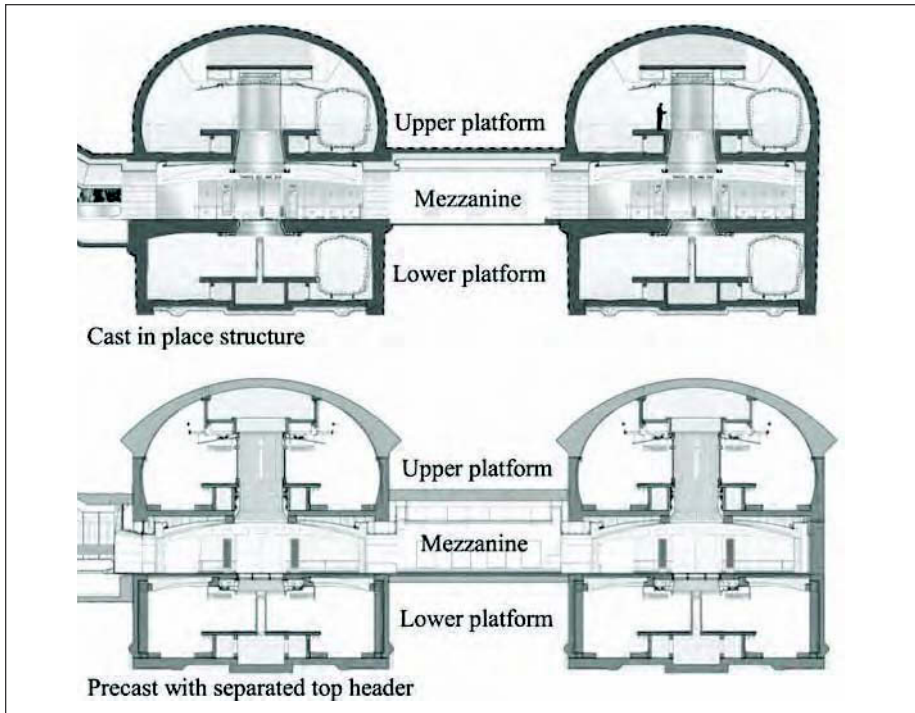 Upper platform
Mezzanine
Lower platform
Cast in place structure
Upper platform
Mezzanine
Lower platform
Precast with separated top header